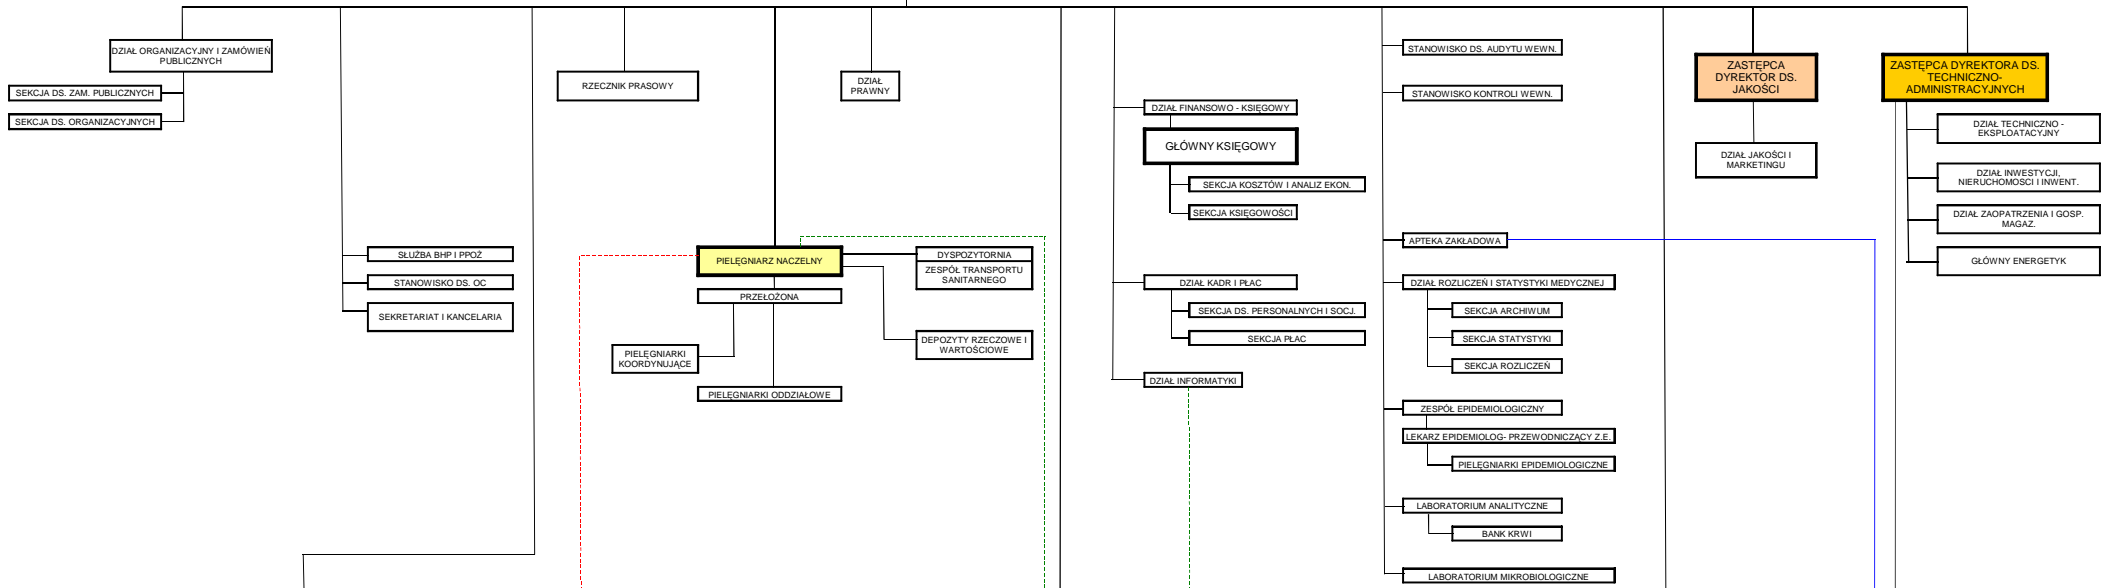 DZIAŁ ORGANIZACYJNY I ZAMÓWIEŃ
PUBLICZNYCH
SEKCJA DS. ZAM. PUBLICZNYCH
SEKCJA DS. ORGANIZACYJNYCH
SŁUŻBA BHP I PPOŻ
STANOWISKO DS. OC
SEKRETARIAT I KANCELARIA
RZECZNIK PRASOWY
DZIAŁ
PRAWNY
PIELĘGNIARZ NACZELNY
PRZEŁOŻONA
PIELĘGNIARKI
KOORDYNUJĄCE
PIELĘGNIARKI ODDZIAŁOWE
DYSPOZYTORNIA
ZESPÓŁ TRANSPORTU
SANITARNEGO
DEPOZYTY RZECZOWE I
WARTOŚCIOWE
DZIAŁ FINANSOWO - KSIĘGOWY
GŁÓWNY KSIĘGOWY
SEKCJA KOSZTÓW I ANALIZ EKON.
SEKCJA KSIĘGOWOŚCI
DZIAŁ KADR I PŁAC
SEKCJA DS. PERSONALNYCH I SOCJ.
SEKCJA PŁAC
DZIAŁ INFORMATYKI
STANOWISKO DS. AUDYTU WEWN.
STANOWISKO KONTROLI WEWN.
APTEKA ZAKŁADOWA
DZIAŁ ROZLICZEŃ I STATYSTYKI MEDYCZNEJ
SEKCJA ARCHIWUM
SEKCJA STATYSTYKI
SEKCJA ROZLICZEŃ
ZESPÓŁ EPIDEMIOLOGICZNY
LEKARZ EPIDEMIOLOG- PRZEWODNICZĄCY Z.E.
PIELĘGNIARKI EPIDEMIOLOGICZNE
LABORATORIUM ANALITYCZNE
BANK KRWI
LABORATORIUM MIKROBIOLOGICZNE
ZASTĘPCA
DYREKTOR DS.
JAKOŚCI
DZIAŁ JAKOŚCI I
MARKETINGU
ZASTĘPCA DYREKTORA DS.
TECHNICZNO-
ADMINISTRACYJNYCH
DZIAŁ TECHNICZNO -
EKSPLOATACYJNY
DZIAŁ INWESTYCJI,
NIERUCHOMOSCI I INWENT.
DZIAŁ ZAOPATRZENIA I GOSP.
MAGAZ.
GŁÓWNY ENERGETYK